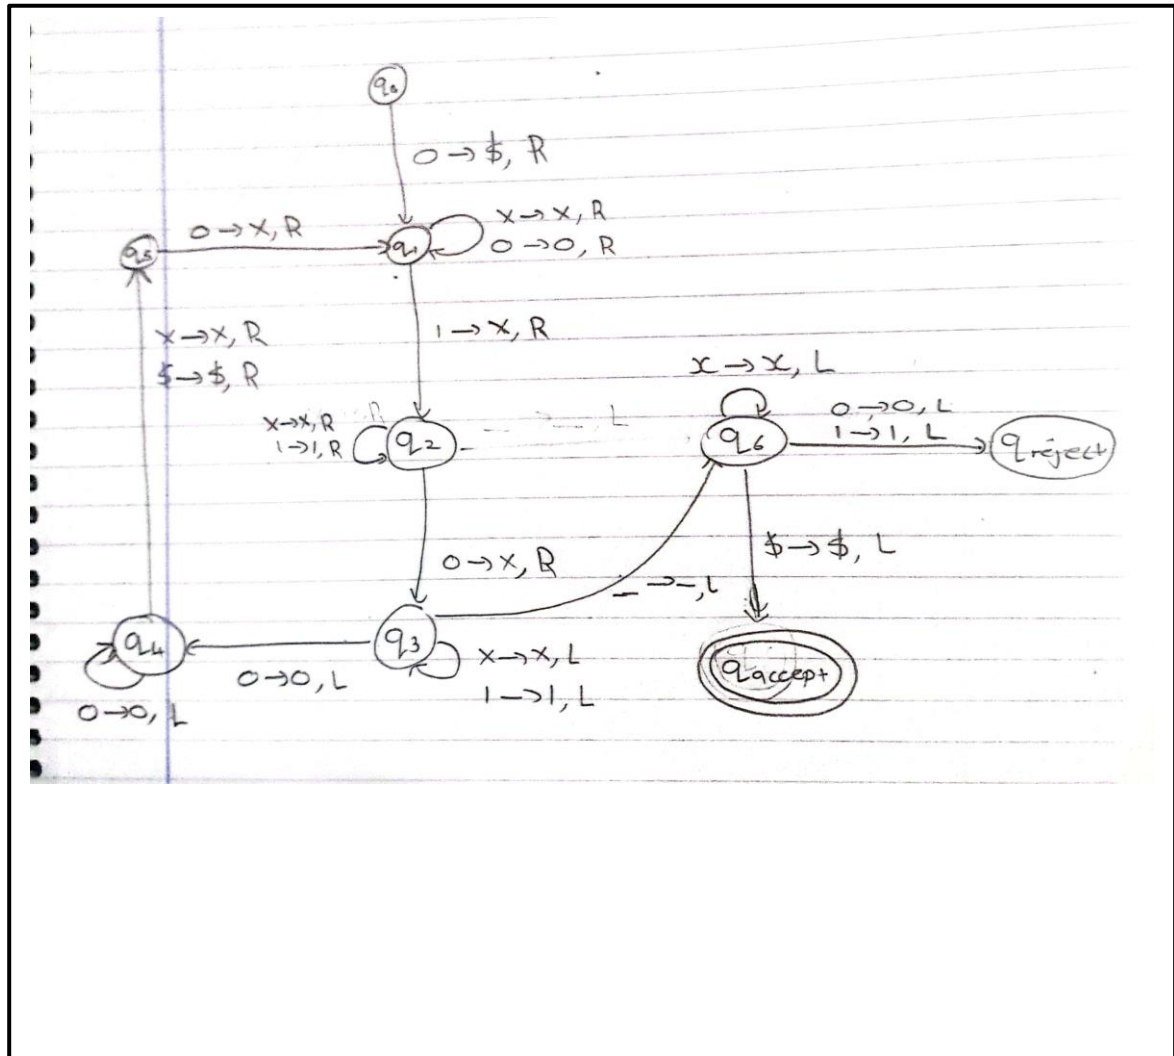 q0
0→$, R
q5
0→x, R
q1
x→x, R
0→0, R
x→x, R
$→$, R
1→x, R
x→x, R
1→1, R
q2
x→x, L
q6
0→0, L
1→1, L
qreject
0→x, R
$→$, L
_→_, L
q4
0→0, L
q3
x→x, L
1→1, L
qaccept
0→0, L